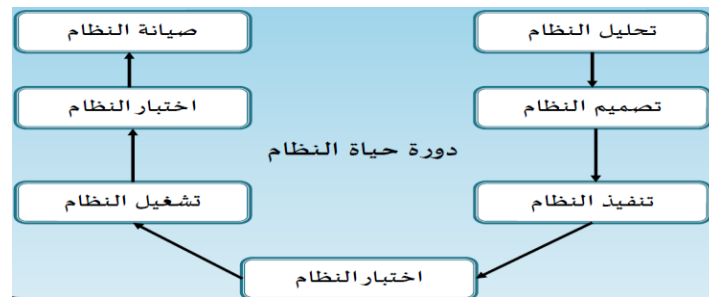 تحليل النظام
تصميم النظام
تنفيذ النظام
اختبار النظام
تشغيل النظام
اختبار النظام
صيانة النظام
دورة حياة النظام